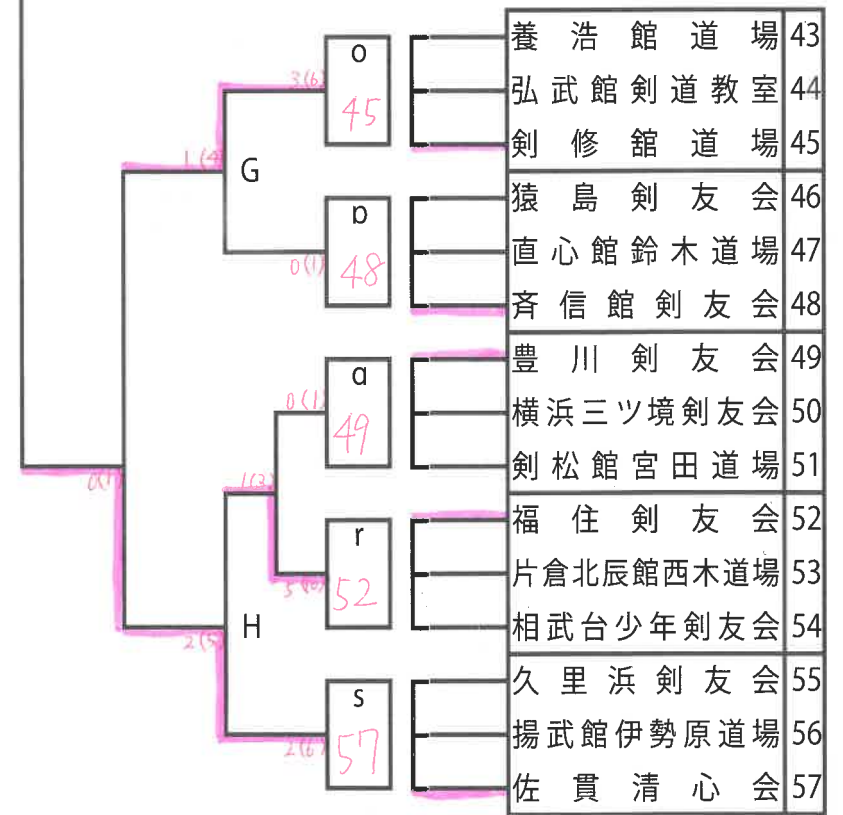 養浩館道場 43
弘武館剣道教室 44
剣修舘道場 45
猿島剣友会 46
直心館鈴木道場 47
斉信館剣友会 48
豊川剣友会 49
横浜三ツ境剣友会 50
剣松館宮田道場 51
福住剣友会 52
片倉北辰館西木道場 53
相武台少年剣友会 54
久里浜剣友会 55
揚武館伊勢原道場 56
佐貫清心会 57
o
45
3(6)
1(4
G
p
48
0(1)
a
49
0(1)
r
52
H
2(5
s
57
2(6)